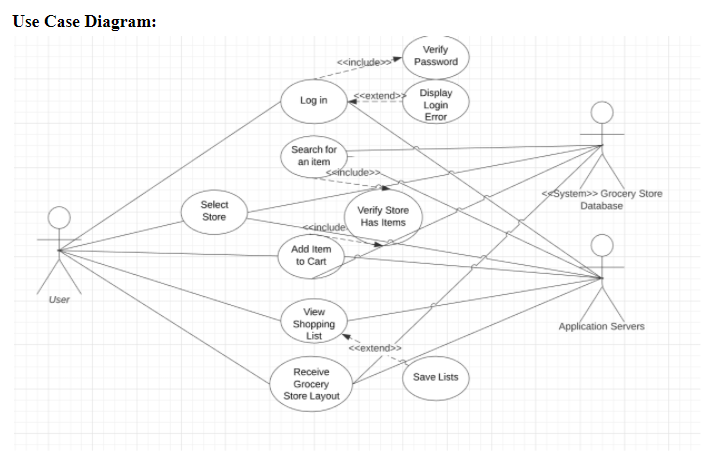 Use Case Diagram:
Verify
Password
<<include>>
Log in
<<extend>>
Display
Login
Error
Search for
an item
<<include>>
Select
Store
Verify Store
Has Items
<<System>> Grocery Store
Database
<<include
Add Item
to Cart
User
View
Shopping
List
Application Servers
<<extend>>
Receive
Grocery
Store Layout
Save Lists